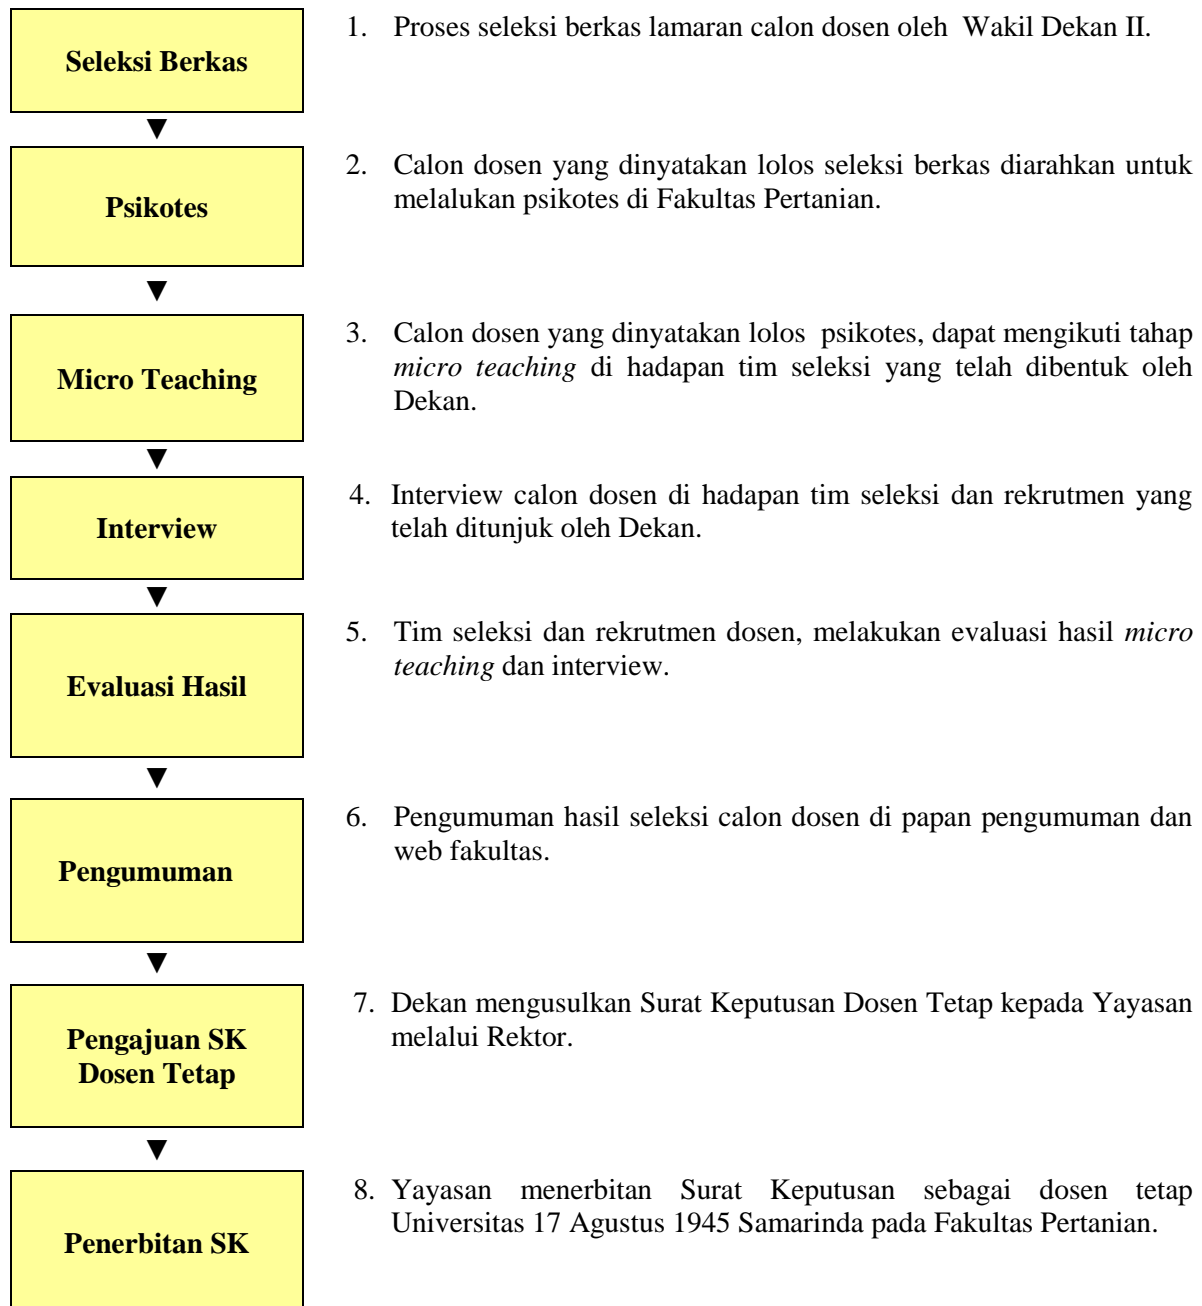 Seleksi Berkas
1. Proses seleksi berkas lamaran calon dosen oleh Wakil Dekan II.
▼
Psikotes
2. Calon dosen yang dinyatakan lolos seleksi berkas diarahkan untuk
melalukan psikotes di Fakultas Pertanian.
▼
Micro Teaching
3. Calon dosen yang dinyatakan lolos psikotes, dapat mengikuti tahap
micro teaching di hadapan tim seleksi yang telah dibentuk oleh
Dekan.
▼
Interview
4. Interview calon dosen di hadapan tim seleksi dan rekrutmen yang
telah ditunjuk oleh Dekan.
▼
Evaluasi Hasil
5. Tim seleksi dan rekrutmen dosen, melakukan evaluasi hasil micro
teaching dan interview.
▼
Pengumuman
6. Pengumuman hasil seleksi calon dosen di papan pengumuman dan
web fakultas.
▼
Pengajuan SK
Dosen Tetap
7. Dekan mengusulkan Surat Keputusan Dosen Tetap kepada Yayasan
melalui Rektor.
▼
Penerbitan SK
8. Yayasan menerbitan Surat Keputusan sebagai dosen tetap
Universitas 17 Agustus 1945 Samarinda pada Fakultas Pertanian.